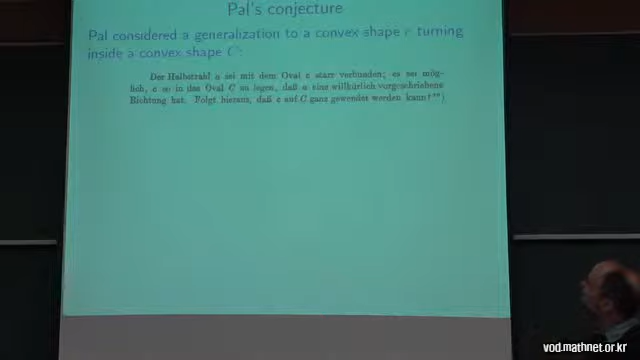 Pal's conjecture
Pal considered a generalization to a convex shape c turning
inside a convex shape C:
Der Halbstrahl a sei mit dem Oval c starr verbunden; es sei mög-
lich, c so in das Oval C zu legen, daß a eine willkürlich vorgeschriebene
Richtung hat. Folgt hieraus, daß c auf C ganz gewendet werden kann?
vod.mathnet.or.kr